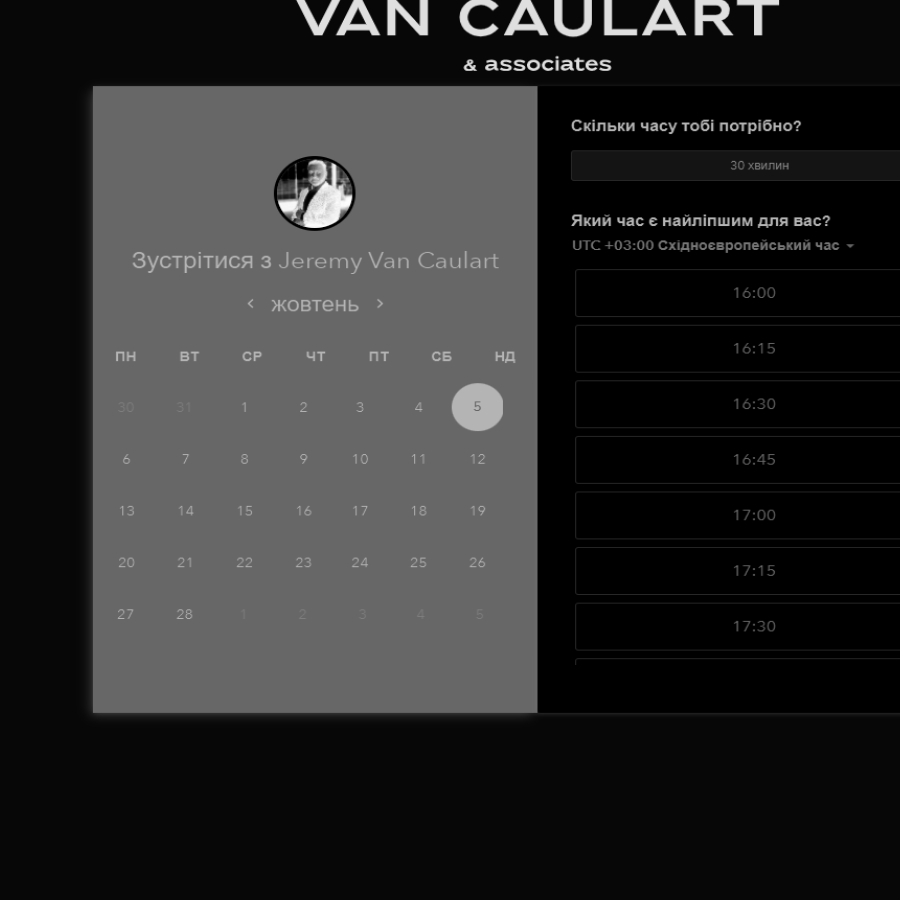 VAN CAULART
& associates
Зустрітися з Jeremy Van Caulart
жовтень
ПН ВТ СР ЧТ ПТ СБ НД
30 31 1 2 3 4 5
6 7 8 9 10 11 12
13 14 15 16 17 18 19
20 21 22 23 24 25 26
27 28 1 2 3 4 5
Скільки часу тобі потрібно?
30 хвилин
Який час є найліпшим для вас?
UTC +03:00 Східноєвропейський час
16:00
16:15
16:30
16:45
17:00
17:15
17:30